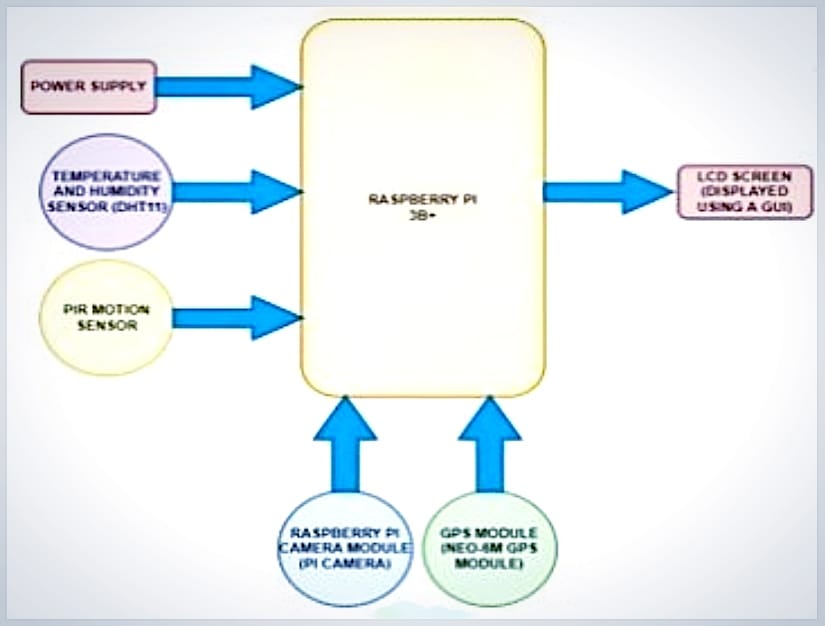 POWER SUPPLY
TEMPERATURE
AND HUMIDITY
SENSOR (DHT11)
PIR MOTION
SENSOR
RASPBERRY PI
3B+
LCD SCREEN
(DISPLAYED
USING A GUI)
RASPBERRY PI
CAMERA MODULE
(PI CAMERA)
GPS MODULE
(NEO-6M GPS
MODULE)